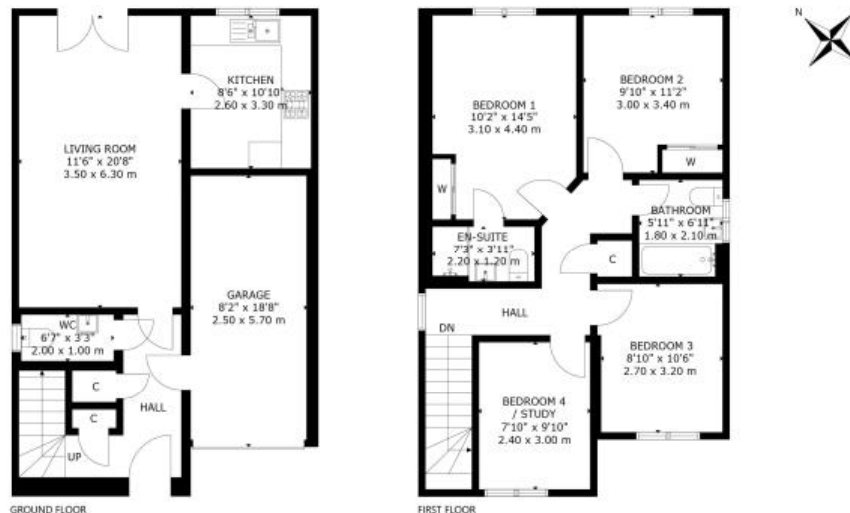 KITCHEN
8'6" x 10'10"
2.60 x 3.30 m
LIVING ROOM
11'6" x 20'8"
3.50 x 6.30 m
GARAGE
8'2" x 18'8"
2.50 x 5.70 m
WC
6'7" x 3'3"
2.00 x 1.00 m
C
HALL
C
UP
GROUND FLOOR
BEDROOM 1
10'2" x 14'5"
3.10 x 4.40 m
BEDROOM 2
9'10" x 11'2"
3.00 x 3.40 m
W
W
BATHROOM
5'11" x 6'11"
1.80 x 2.10 m
EN-SUITE
7'3" x 3'11"
2.20 x 1.20 m
C
HALL
DN
BEDROOM 3
8'10" x 10'6"
2.70 x 3.20 m
BEDROOM 4
/ STUDY
7'10" x 9'10"
2.40 x 3.00 m
FIRST FLOOR
N